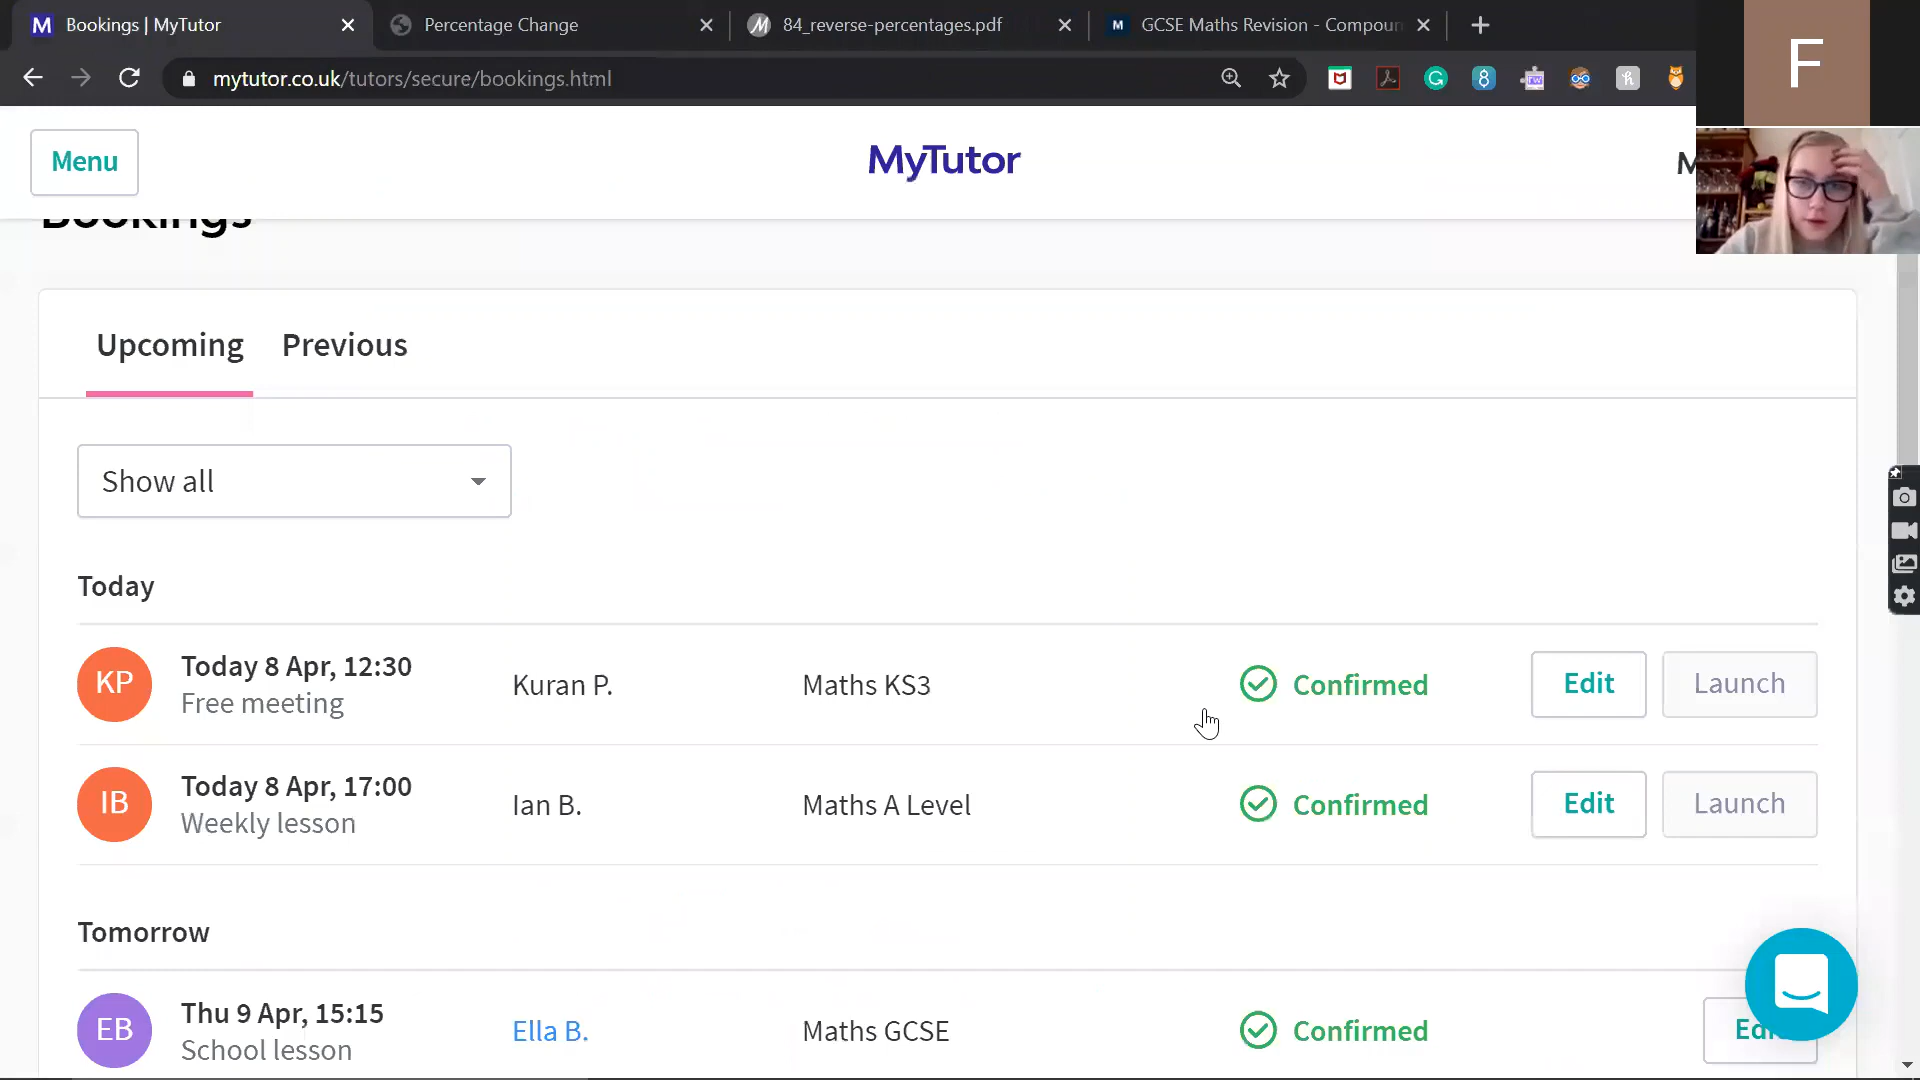 Bookings | MyTutor
Percentage Change
84_reverse-percentages.pdf
GCSE Maths Revision - Compoun
mytutor.co.uk/tutors/secure/bookings.html
F
Menu
MyTutor
M
Bookings
Upcoming
Previous
Show all
Today
KP
Today 8 Apr, 12:30
Free meeting
Kuran P.
Maths KS3
Confirmed
Edit
Launch
IB
Today 8 Apr, 17:00
Weekly lesson
Ian B.
Maths A Level
Confirmed
Edit
Launch
Tomorrow
EB
Thu 9 Apr, 15:15
School lesson
Ella B.
Maths GCSE
Confirmed
Edi